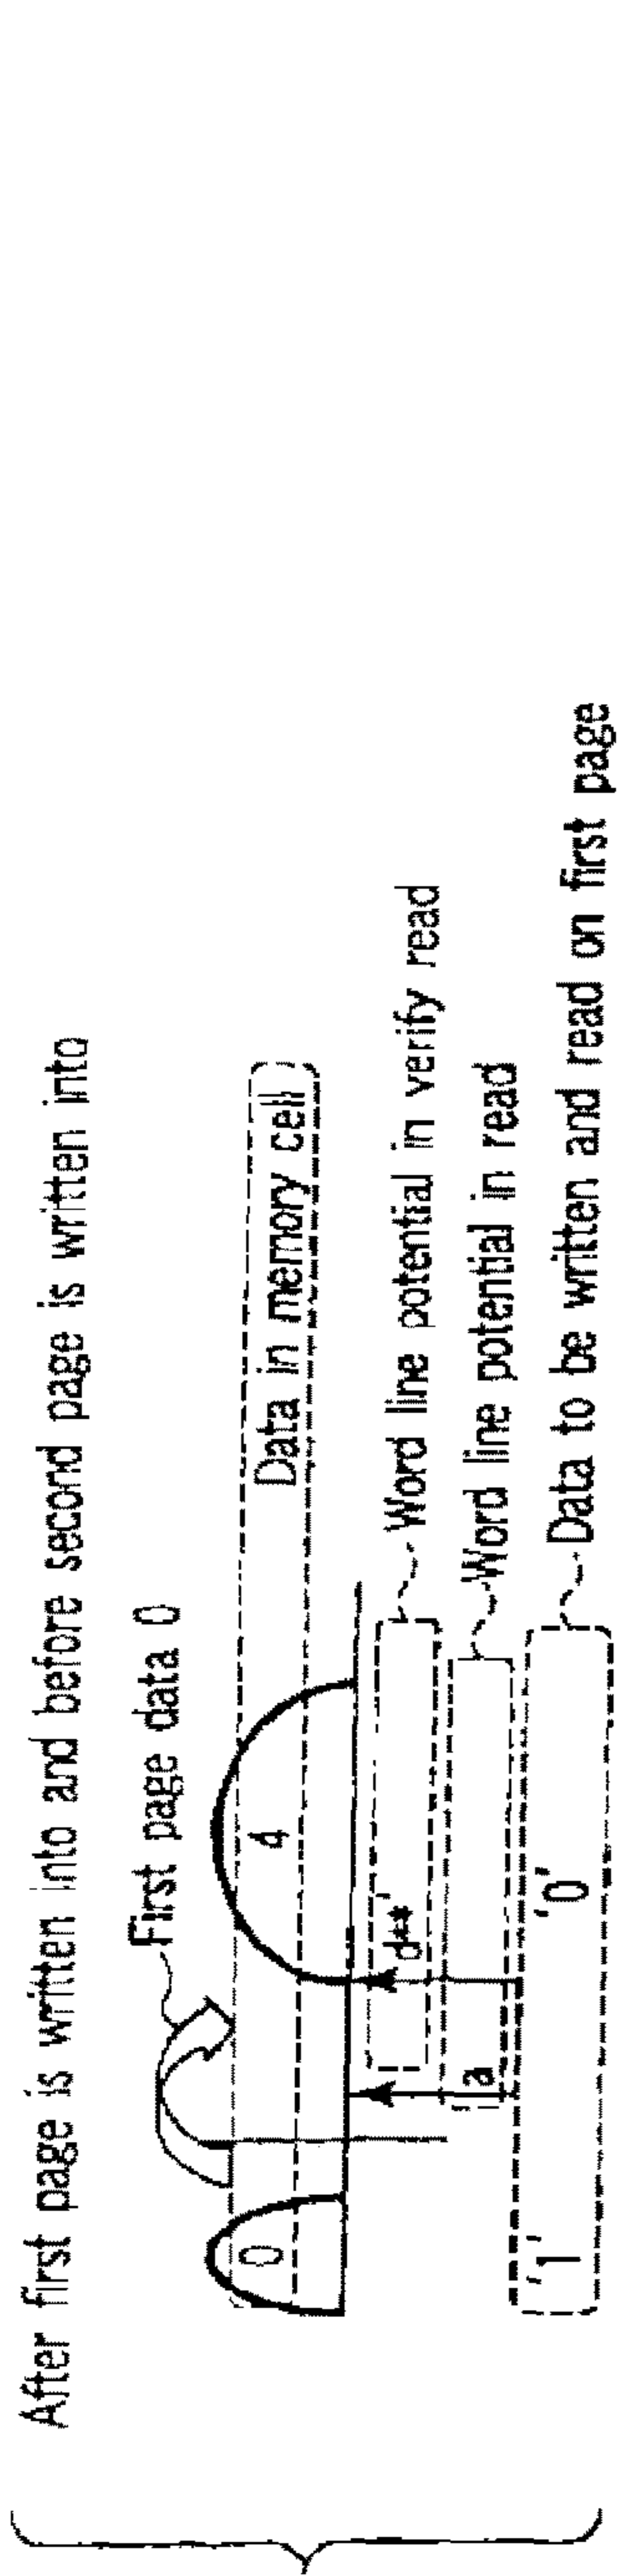 After first page is written into and before second page is written into
First page data 0
0
4
Data in memory cell
d**'
Word line potential in verify read
a
Word line potential in read
'1'
'0'
Data to be written and read on first page